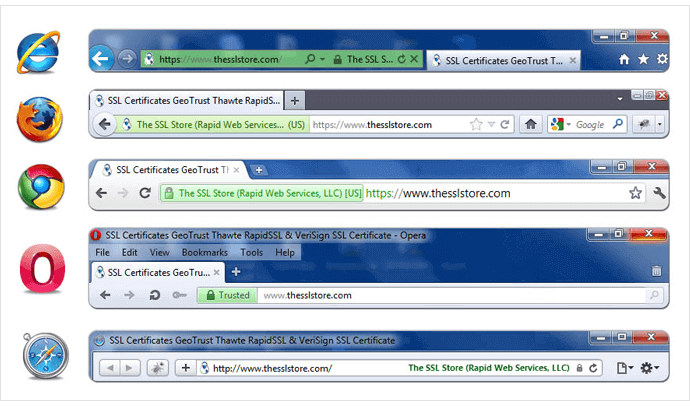 https://www.thesslstore.com/ The SSL S... SSL Certificates GeoTrust T...
SSL Certificates GeoTrust Thawte RapidS...
The SSL Store (Rapid Web Services... (US) https://www.thesslstore.com Google
SSL Certificates GeoTrust Th
The SSL Store (Rapid Web Services, LLC) [US] https://www.thesslstore.com
SSL Certificates GeoTrust Thawte RapidSSL & VeriSign SSL Certificate - Opera
File Edit View Bookmarks Tools Help
SSL Certificates GeoTru...
Trusted www.thesslstore.com
SSL Certificates GeoTrust Thawte RapidSSL & VeriSign SSL Certificate
http://www.thesslstore.com/ The SSL Store (Rapid Web Services, LLC)